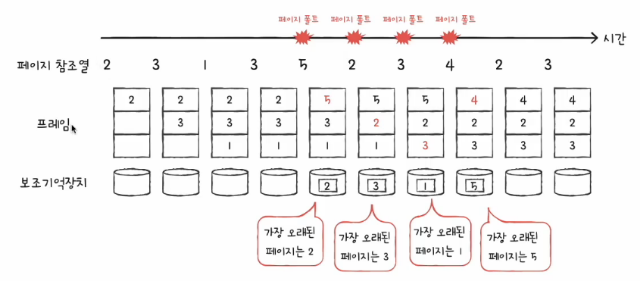 페이지 폴트 페이지 폴트 페이지 폴트 페이지 폴트
시간
페이지 참조열 2 3 1 3 5 2 3 4 2 3
2 2 2 2 5 5 5 4 4 4
프레임 3 3 3 3 2 2 2 2 2
1 1 1 1 3 3 3 3
보조기억장치 2 3 1 5
가장 오래된
페이지는 2
가장 오래된
페이지는 3
가장 오래된
페이지는 1
가장 오래된
페이지는 5